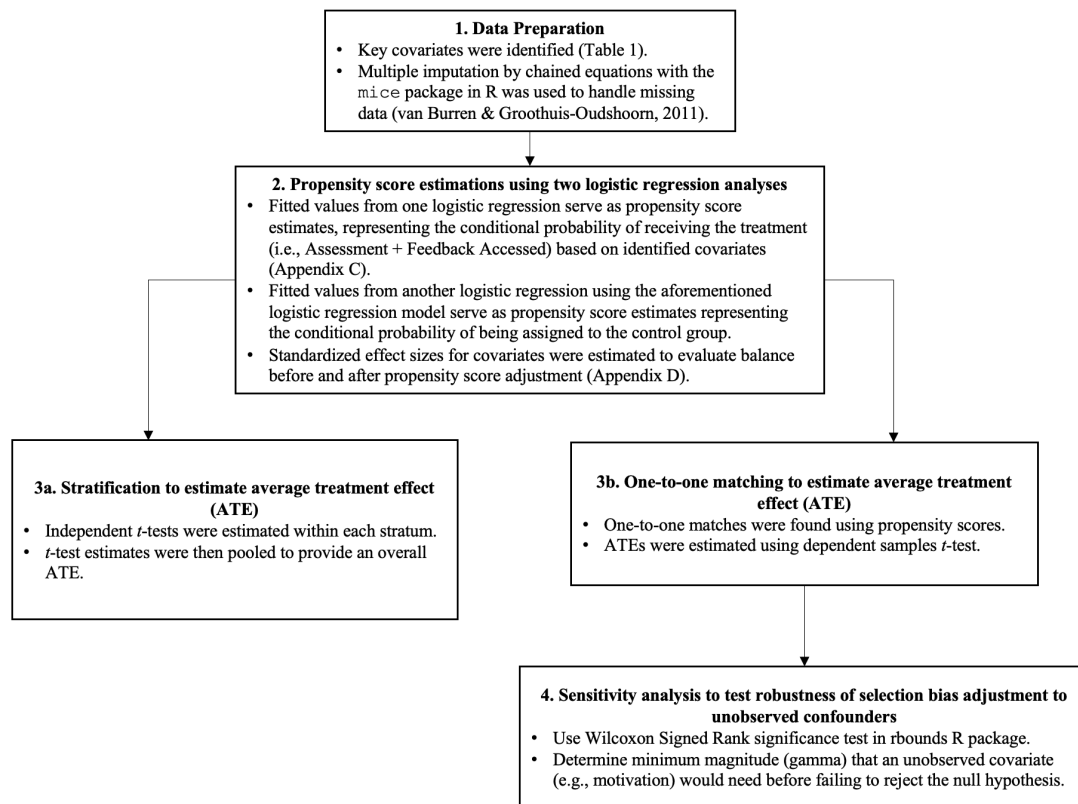 1. Data Preparation
• Key covariates were identified (Table 1).
• Multiple imputation by chained equations with the
mice package in R was used to handle missing
data (van Burren & Groothuis-Oudshoorn, 2011).
2. Propensity score estimations using two logistic regression analyses
• Fitted values from one logistic regression serve as propensity score
estimates, representing the conditional probability of receiving the treatment
(i.e., Assessment + Feedback Accessed) based on identified covariates
(Appendix C).
• Fitted values from another logistic regression using the aforementioned
logistic regression model serve as propensity score estimates representing
the conditional probability of being assigned to the control group.
• Standardized effect sizes for covariates were estimated to evaluate balance
before and after propensity score adjustment (Appendix D).
3a. Stratification to estimate average treatment effect
(ATE)
• Independent t-tests were estimated within each stratum.
• t-test estimates were then pooled to provide an overall
ATE.
3b. One-to-one matching to estimate average treatment
effect (ATE)
• One-to-one matches were found using propensity scores.
• ATEs were estimated using dependent samples t-test.
4. Sensitivity analysis to test robustness of selection bias adjustment to
unobserved confounders
• Use Wilcoxon Signed Rank significance test in rbounds R package.
• Determine minimum magnitude (gamma) that an unobserved covariate
(e.g., motivation) would need before failing to reject the null hypothesis.